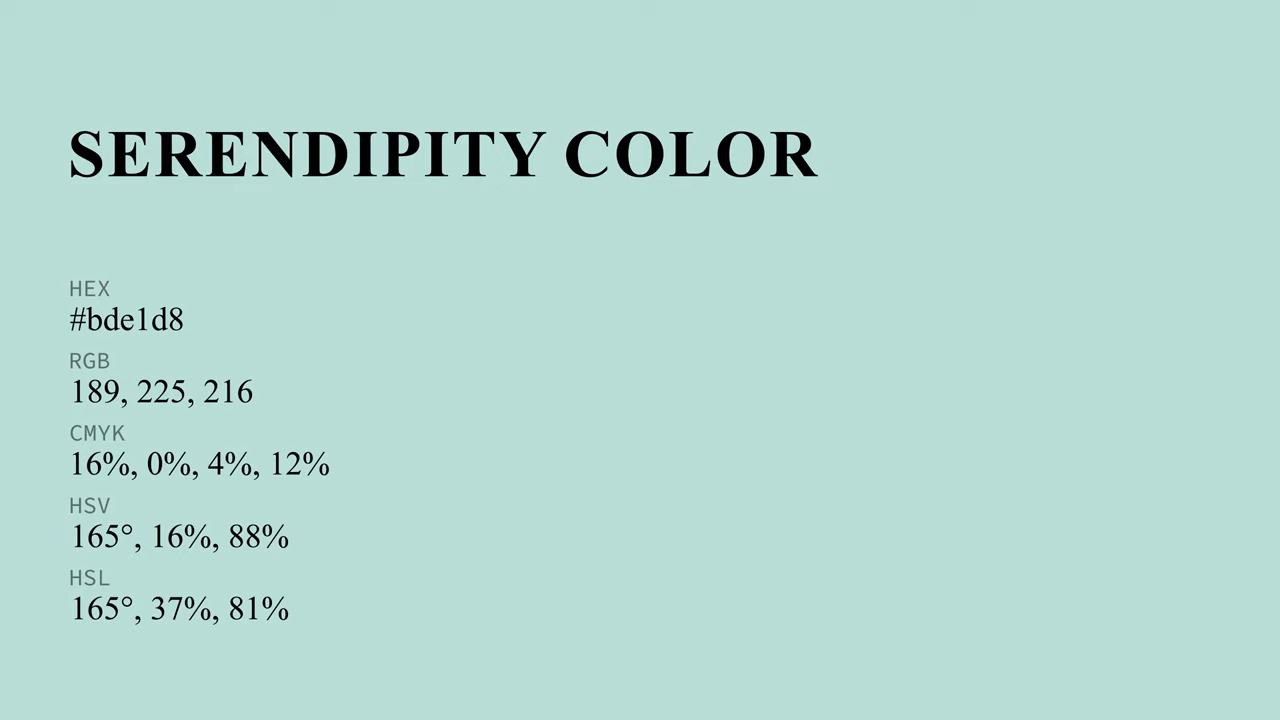 SERENDIPITY COLOR
HEX
#bde1d8
RGB
189, 225, 216
CMYK
16%, 0%, 4%, 12%
HSV
165°, 16%, 88%
HSL
165°, 37%, 81%